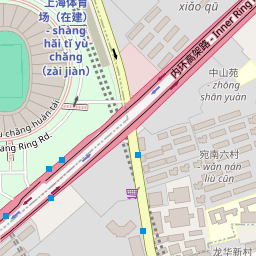 上海体育
场（在建）
- shàng
hǎi tǐ yù
chǎng
(zài jiàn)
xiǎo qū
内环高架路 - Inner Ring
中山苑
- zhōng
shān yuàn
chǎng huán
ang Ring Rd.
宛南六村
- wǎn nán
liù cūn
龙华新村